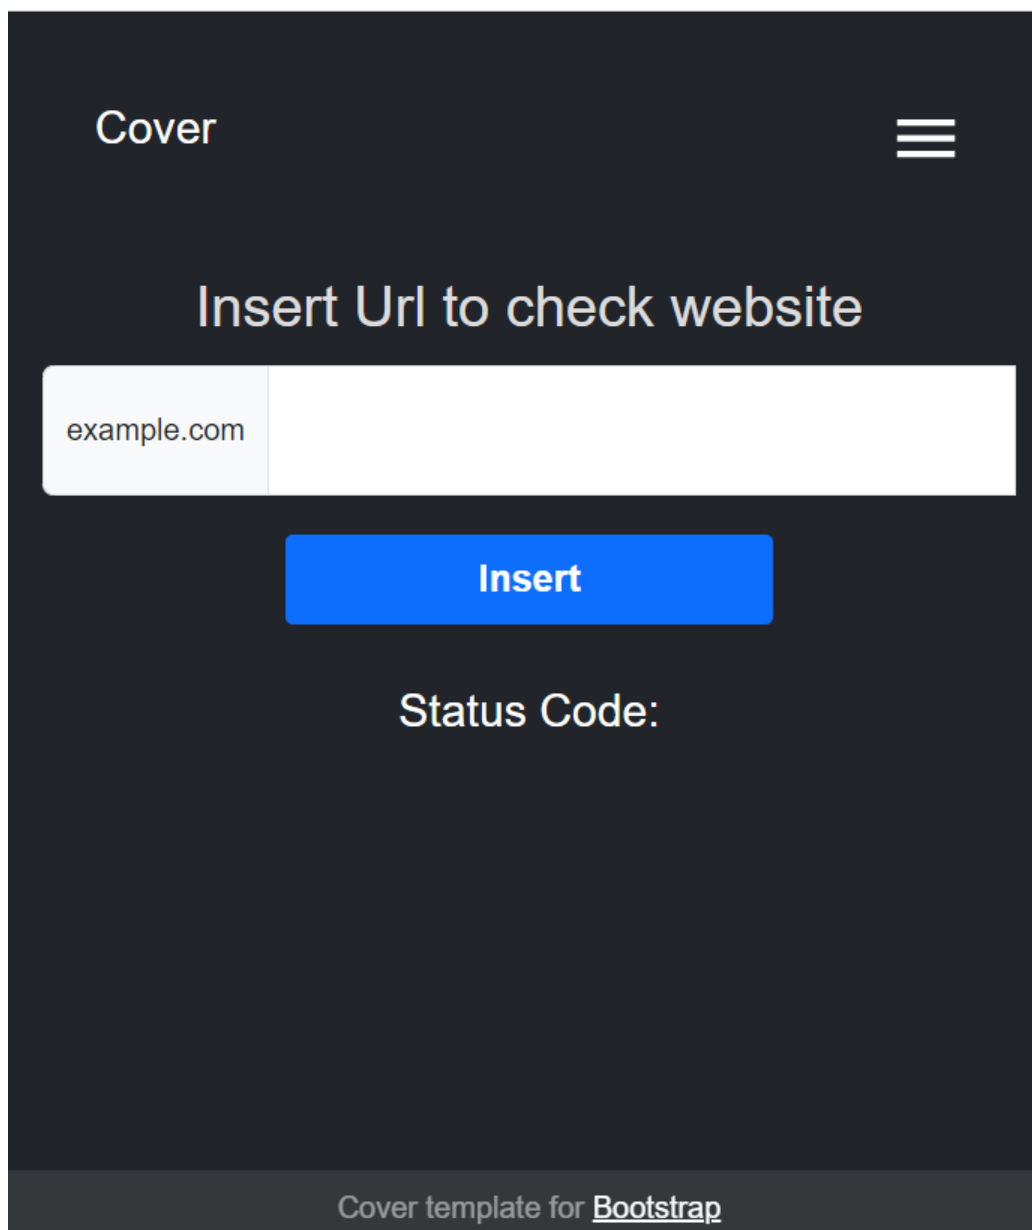 Cover
Insert Url to check website
example.com
Insert
Status Code:
Cover template for Bootstrap